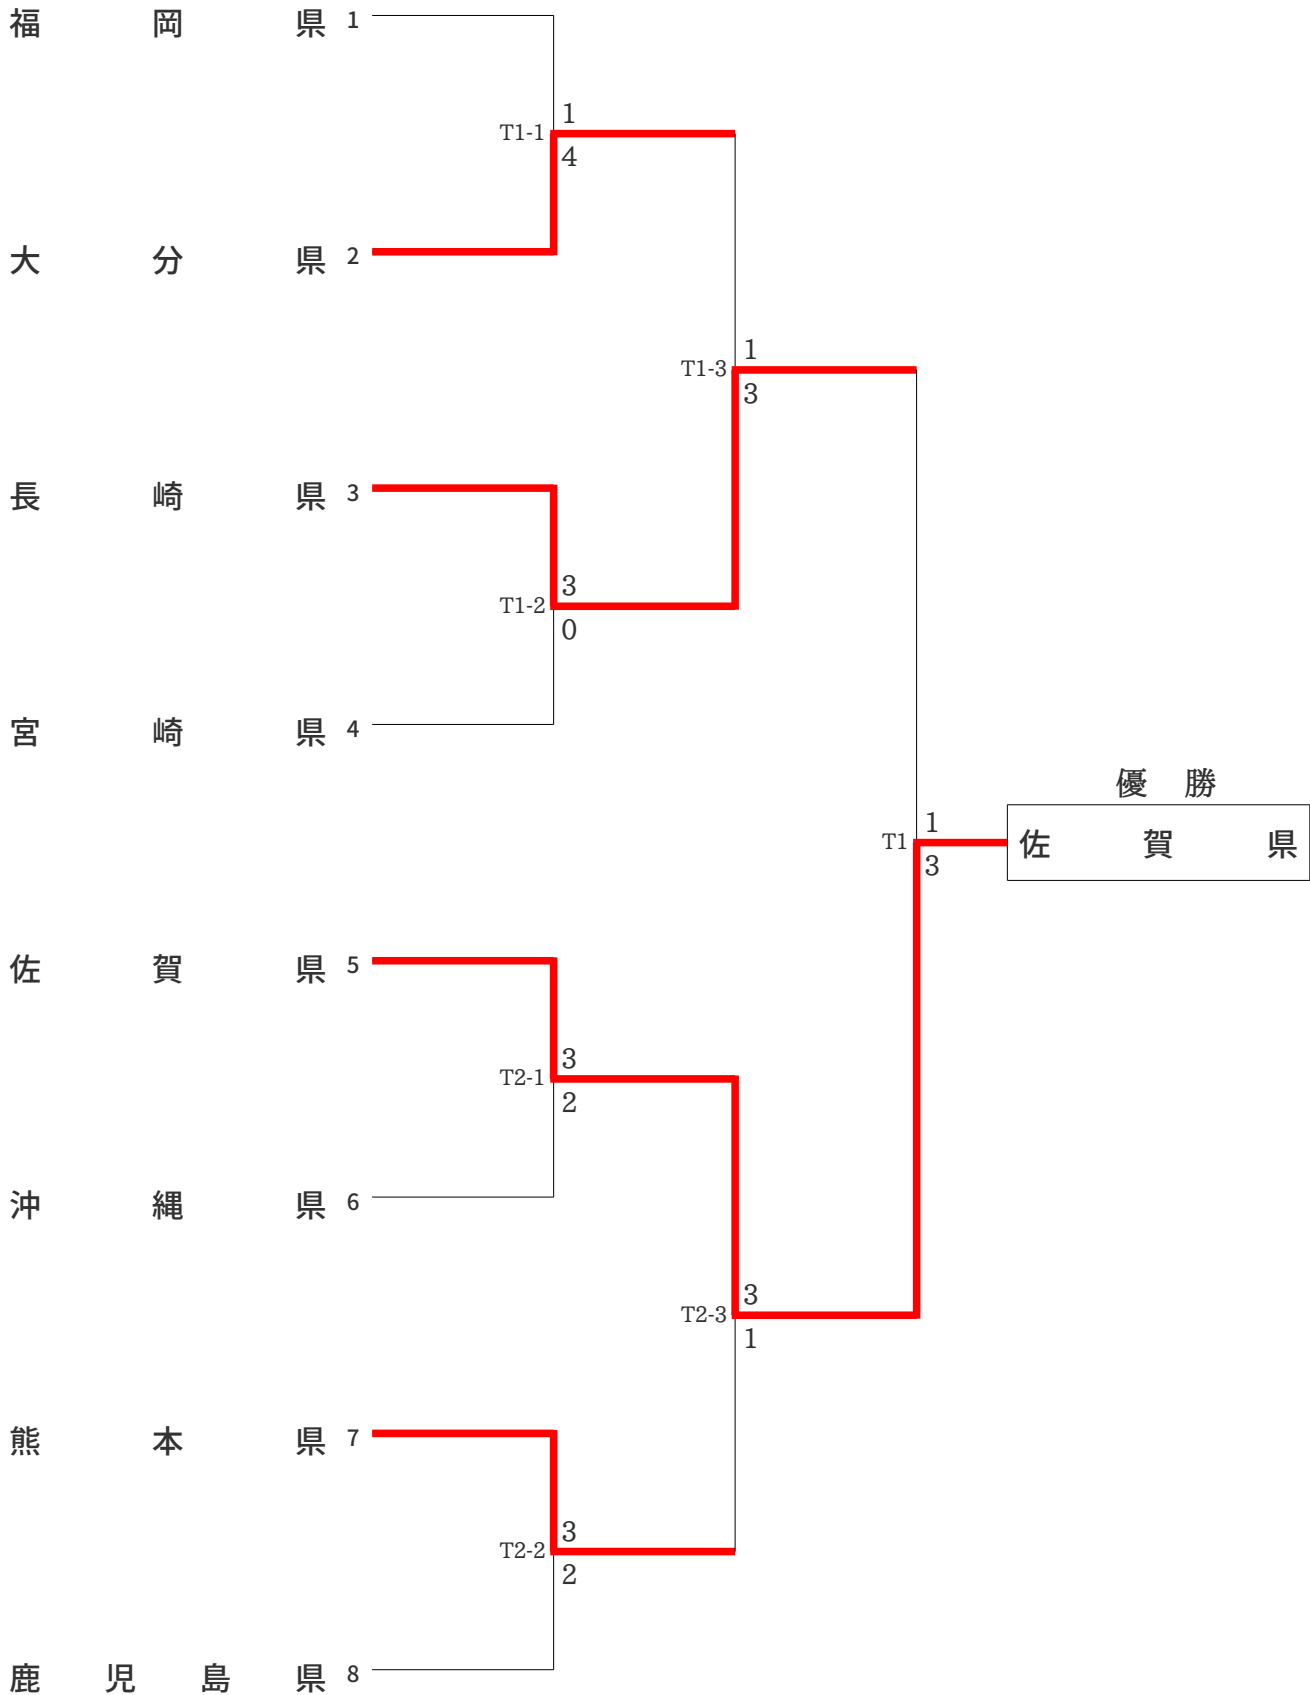 福岡県 1
1
T1-1
4
大分県 2
1
T1-3
3
長崎県 3
3
T1-2
0
宮崎県 4
優勝
1
T1 佐賀県
3
佐賀県 5
3
T2-1
2
沖縄県 6
3
T2-3
1
熊本県 7
3
T2-2
2
鹿児島県 8